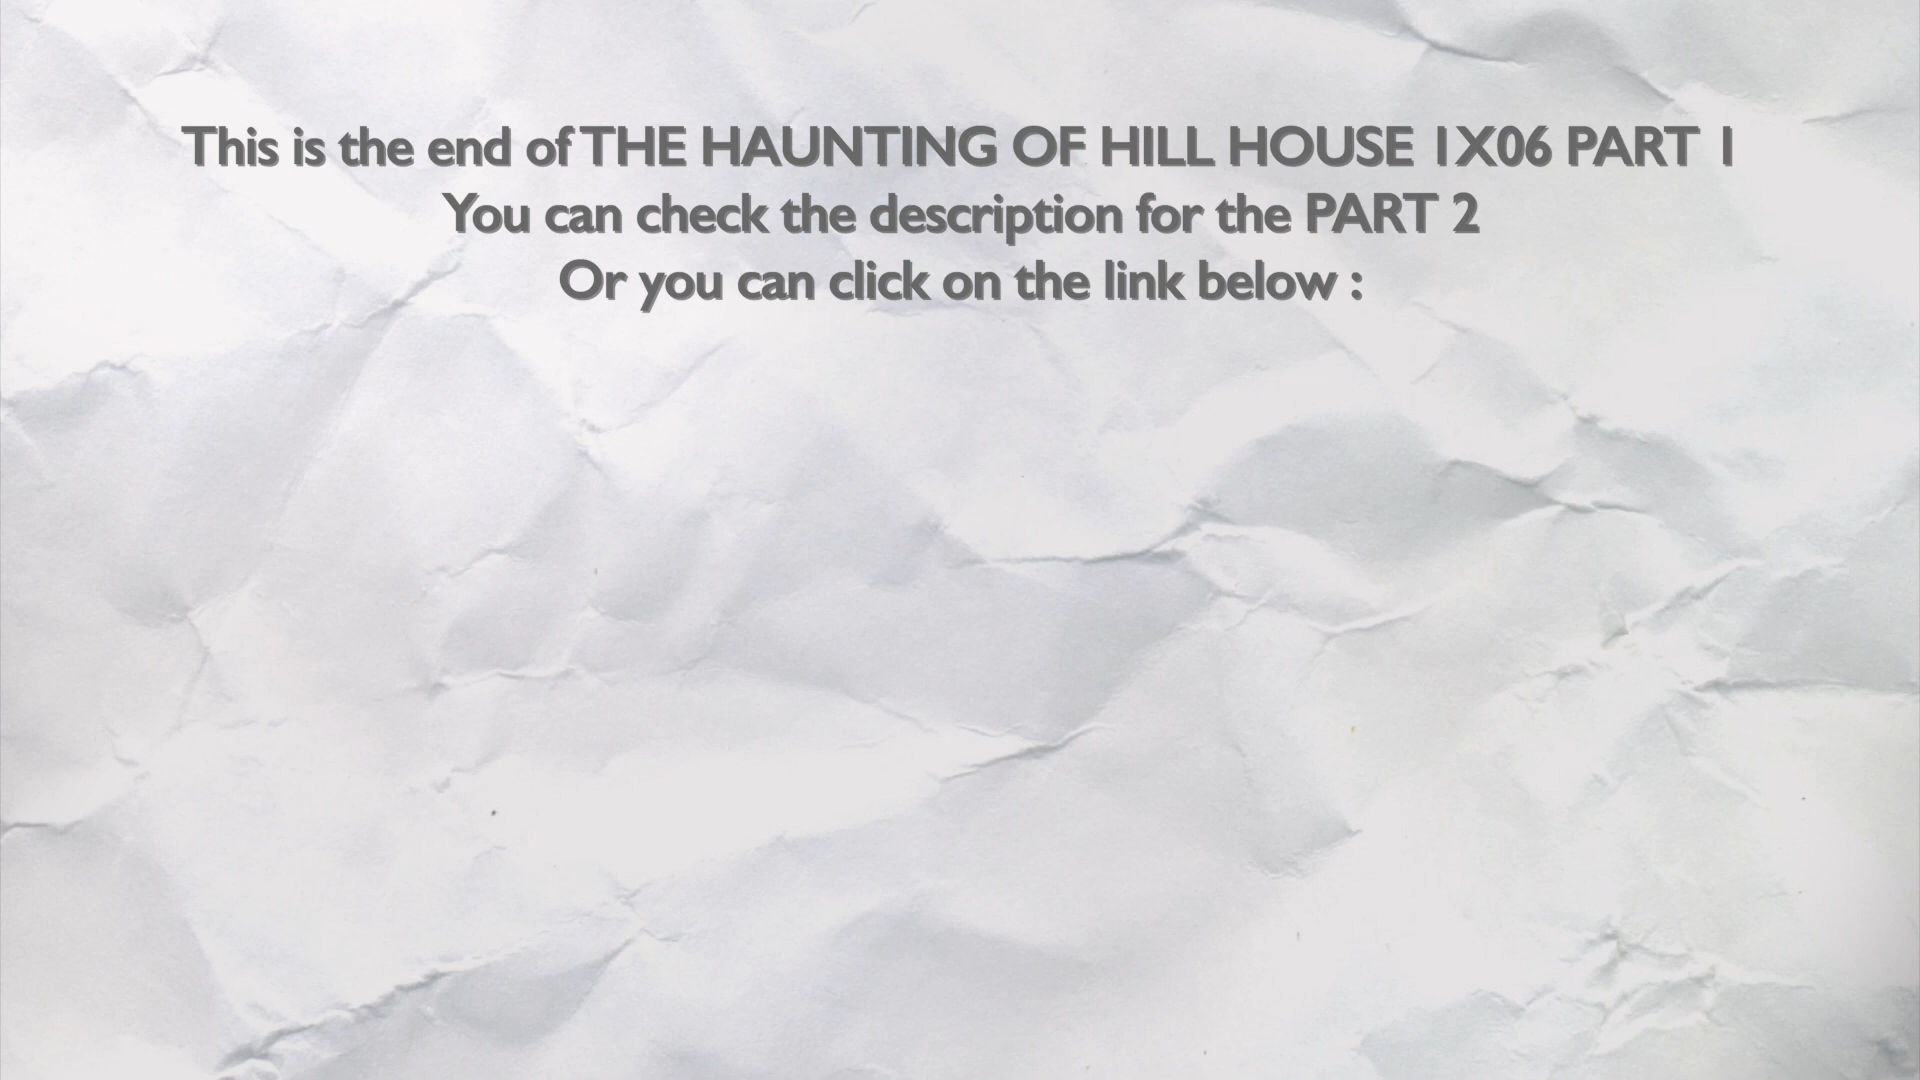 This is the end of THE HAUNTING OF HILL HOUSE 1X06 PART 1
You can check the description for the PART 2
Or you can click on the link below :